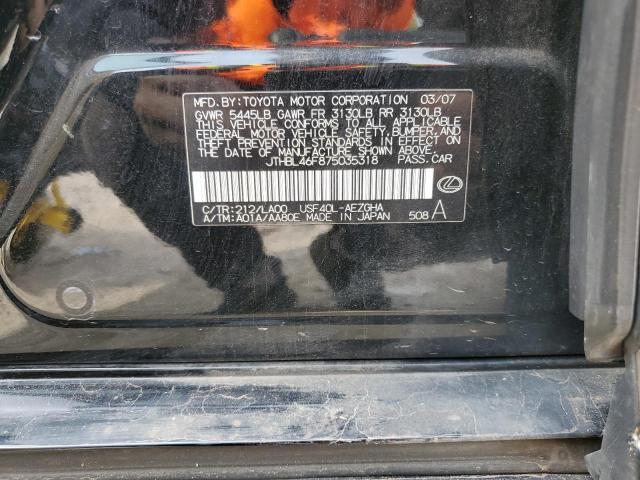 MFD. BY: TOYOTA MOTOR CORPORATION 03/07
GVWR 5445LB GAWR FR 3130LB RR 3130LB
THIS VEHICLE CONFORMS TO ALL APPLICABLE
FEDERAL MOTOR VEHICLE SAFETY, BUMPER, AND
THEFT PREVENTION STANDARDS IN EFFECT ON
THE DATE OF MANUFACTURE SHOWN ABOVE.
JTHBL46F875035318 PASS. CAR
C/TR: 212/LA00 USF40L-AEZGHA
A/TM: A01A/AA80E MADE IN JAPAN 508 A